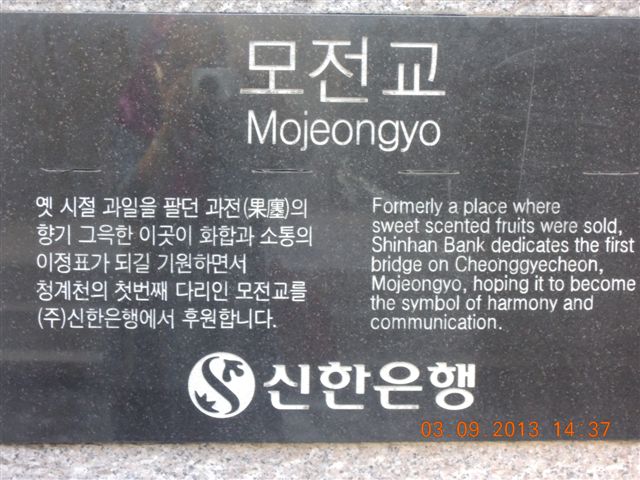 모전교
Mojeongyo
옛 시절 과일을 팔던 과전(果廛)의
향기 그윽한 이곳이 화합과 소통의
이정표가 되길 기원하면서
청계천의 첫번째 다리인 모전교를
(주)신한은행에서 후원합니다.
Formerly a place where
sweet scented fruits were sold,
Shinhan Bank dedicates the first
bridge on Cheonggyecheon,
Mojeongyo, hoping it to become
the symbol of harmony and
communication.
신한은행
03.09.2013 14:37